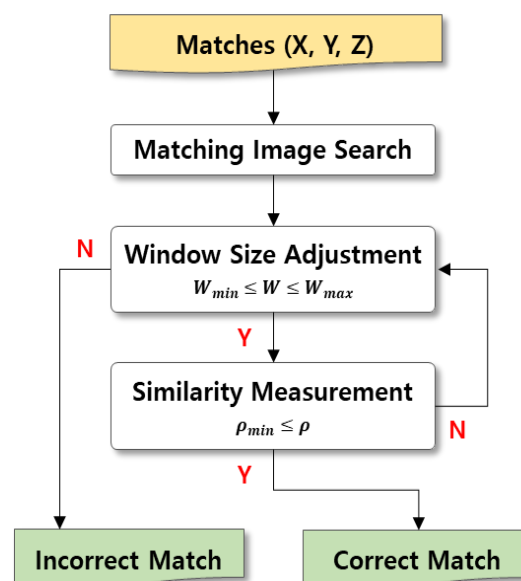 Matches (X, Y, Z)
Matching Image Search
N
Window Size Adjustment
W_min ≤ W ≤ W_max
Y
Similarity Measurement
ρ_min ≤ ρ
N
Y
Incorrect Match
Correct Match